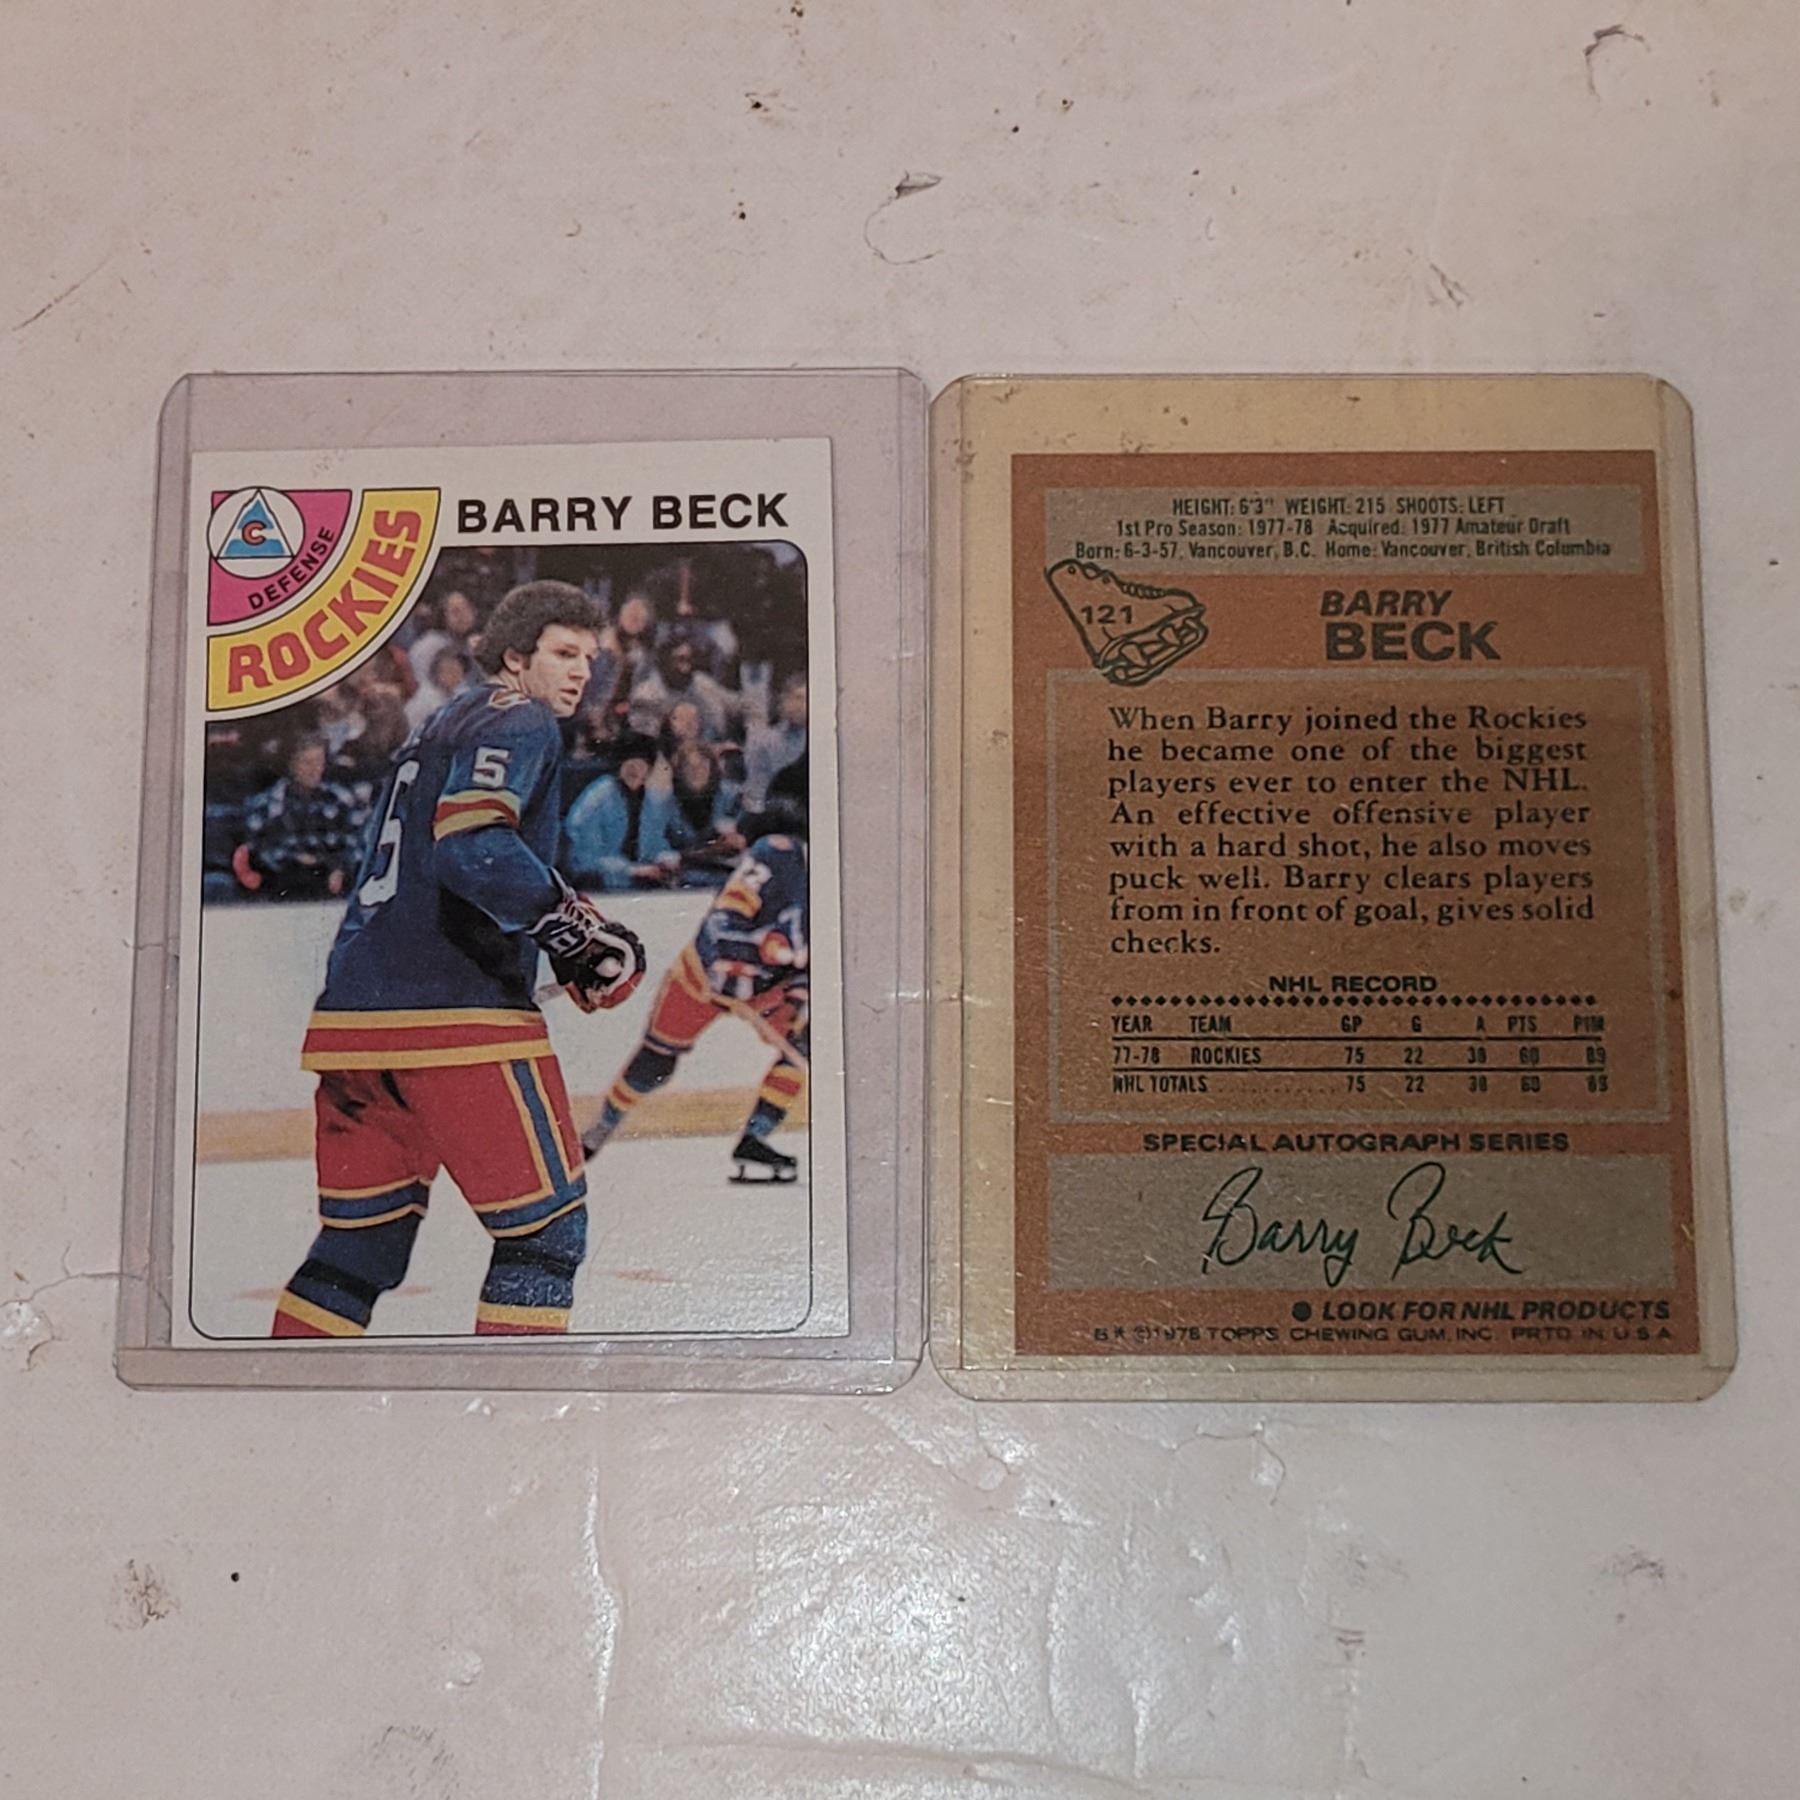 C
DEFENSE
ROCKIES
BARRY BECK
5
5
HEIGHT: 6'3" WEIGHT: 215 SHOOTS: LEFT
1st Pro Season: 1977-78 Acquired: 1977 Amateur Draft
Born: 6-3-57, Vancouver, B.C. Home: Vancouver, British Columbia
121
BARRY
BECK
When Barry joined the Rockies
he became one of the biggest
players ever to enter the NHL.
An effective offensive player
with a hard shot, he also moves
puck well. Barry clears players
from in front of goal, gives solid
checks.
NHL RECORD
YEAR TEAM GP G A PTS PIM
77-78 ROCKIES 75 22 38 60 89
NHL TOTALS 75 22 38 60 89
SPECIAL AUTOGRAPH SERIES
Barry Beck
● LOOK FOR NHL PRODUCTS
B* ©1978 TOPPS CHEWING GUM, INC. PRTD IN U.S.A